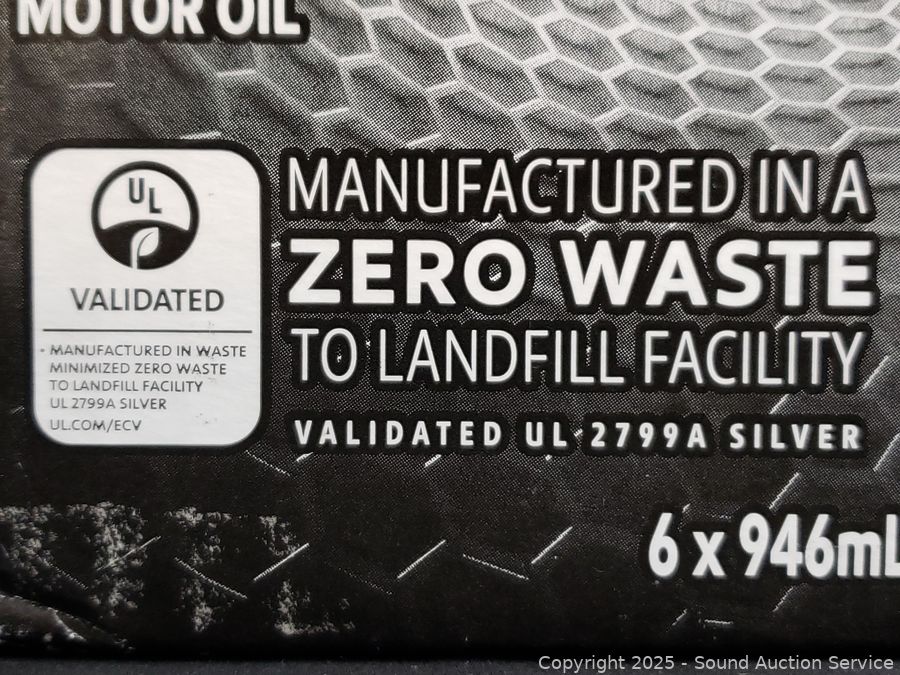 MOTOR OIL
UL
VALIDATED
MANUFACTURED IN WASTE
MINIMIZED ZERO WASTE
TO LANDFILL FACILITY
UL 2799A SILVER
UL.COM/ECV
MANUFACTURED IN A
ZERO WASTE
TO LANDFILL FACILITY
VALIDATED UL 2799A SILVER
6 x 946mL
Copyright 2025 - Sound Auction Service